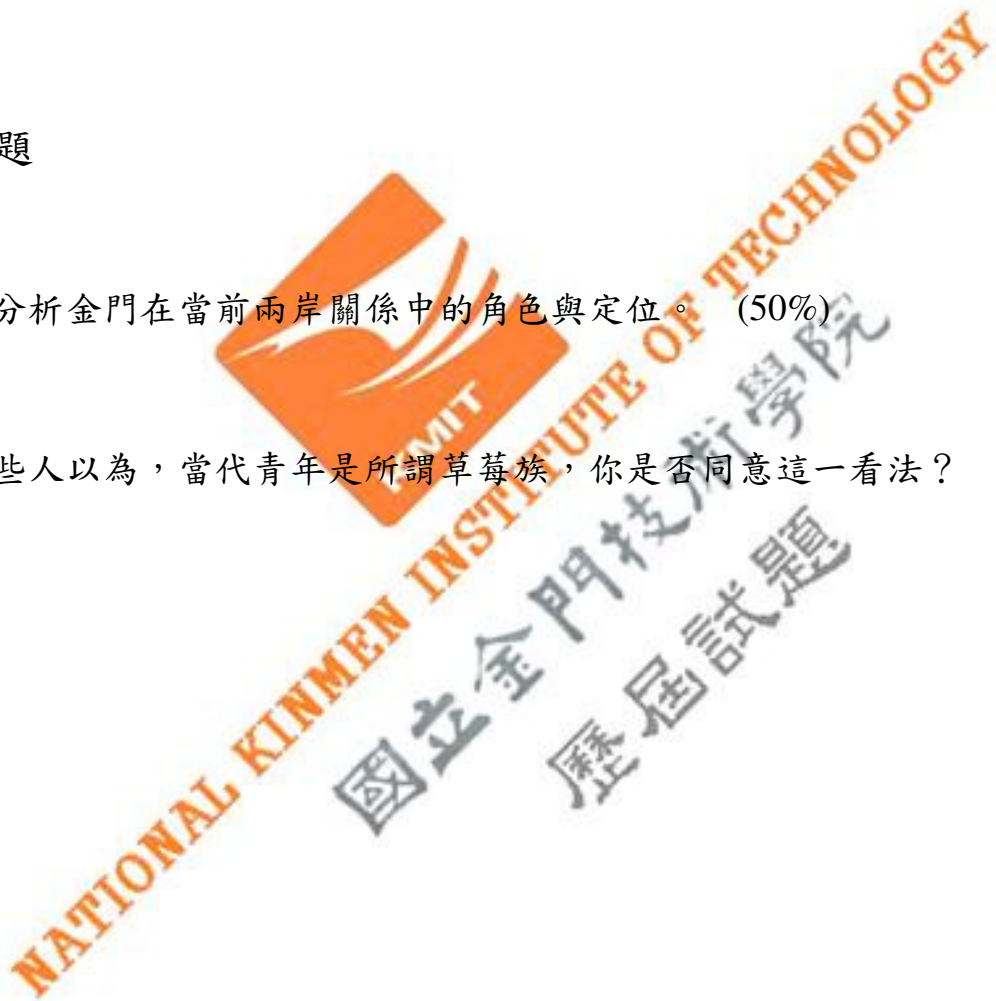 題
分析金門在當前兩岸關係中的角色與定位。 (50%)
些人以為，當代青年是所謂草莓族，你是否同意這一看法？
KMIT
NATIONAL KINMEN INSTITUTE OF TECHNOLOGY
國立金門技術學院
歷屆試題